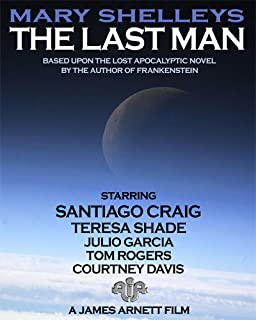 MARY SHELLEYS
THE LAST MAN
BASED UPON THE LOST APOCALYPTIC NOVEL
BY THE AUTHOR OF FRANKENSTEIN
STARRING
SANTIAGO CRAIG
TERESA SHADE
JULIO GARCIA
TOM ROGERS
COURTNEY DAVIS
AJA
A JAMES ARNETT FILM